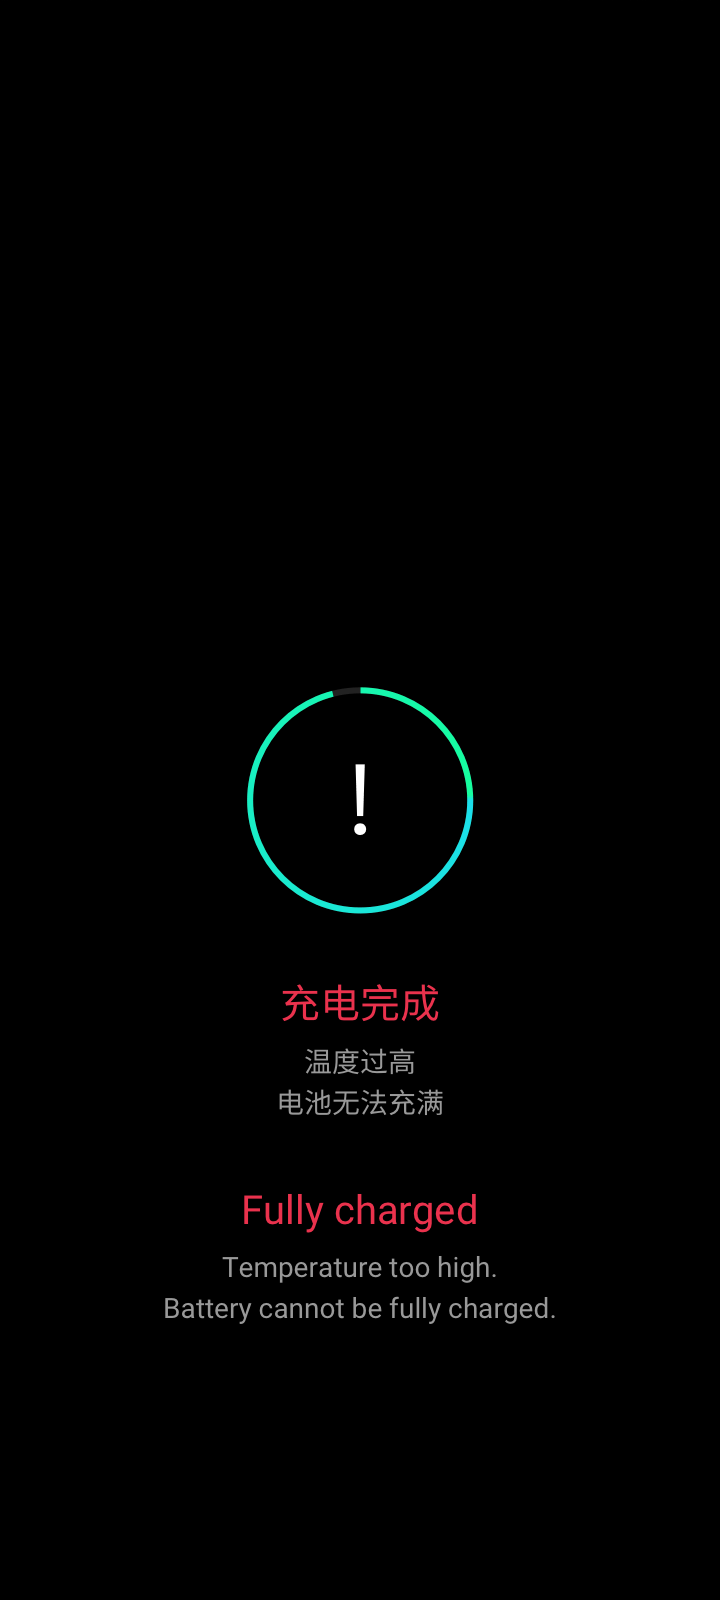 !
充电完成
温度过高
电池无法充满
Fully charged
Temperature too high.
Battery cannot be fully charged.